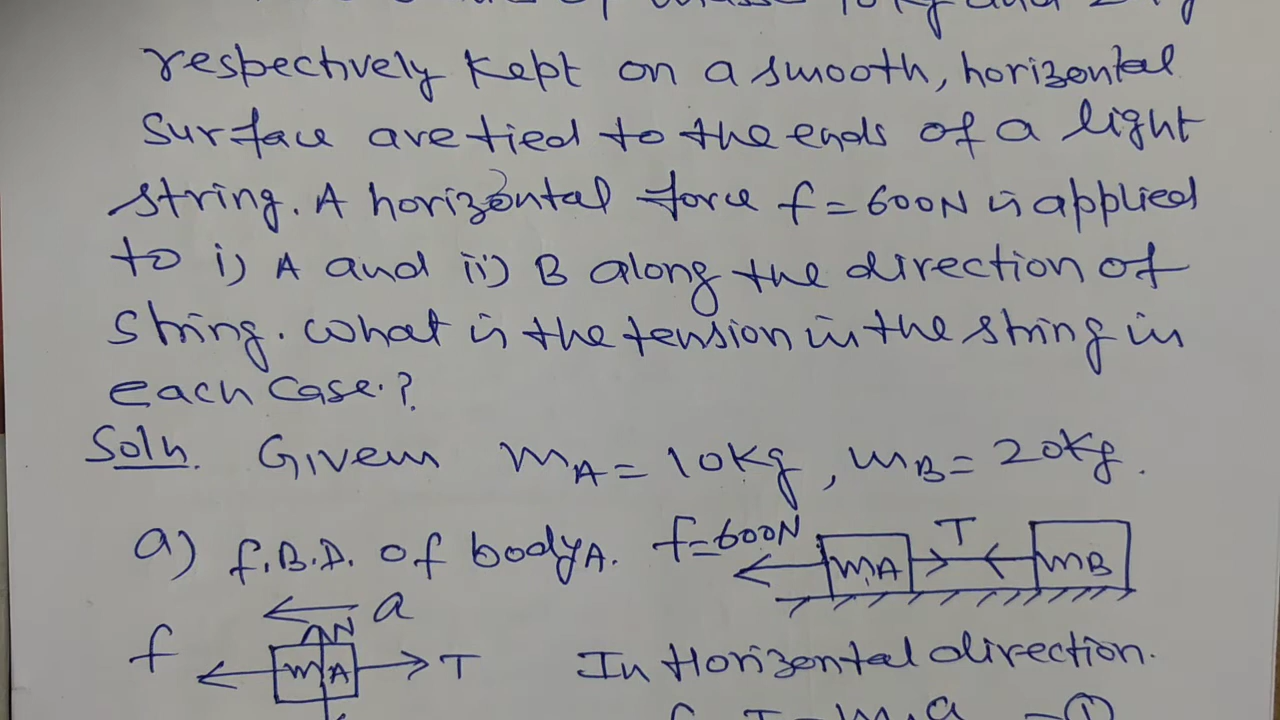 respectively kept on a smooth, horizontal
surface are tied to the ends of a light
string. A horizontal force f = 600N is applied
to i) A and ii) B along the direction of
string. What is the tension in the string in
each case.?
Soln. Given mA = 10kg, mB = 20kg.
a) f.B.D. of body A. f=600N mA T mB
a
N
f mA T In Horizontal direction.